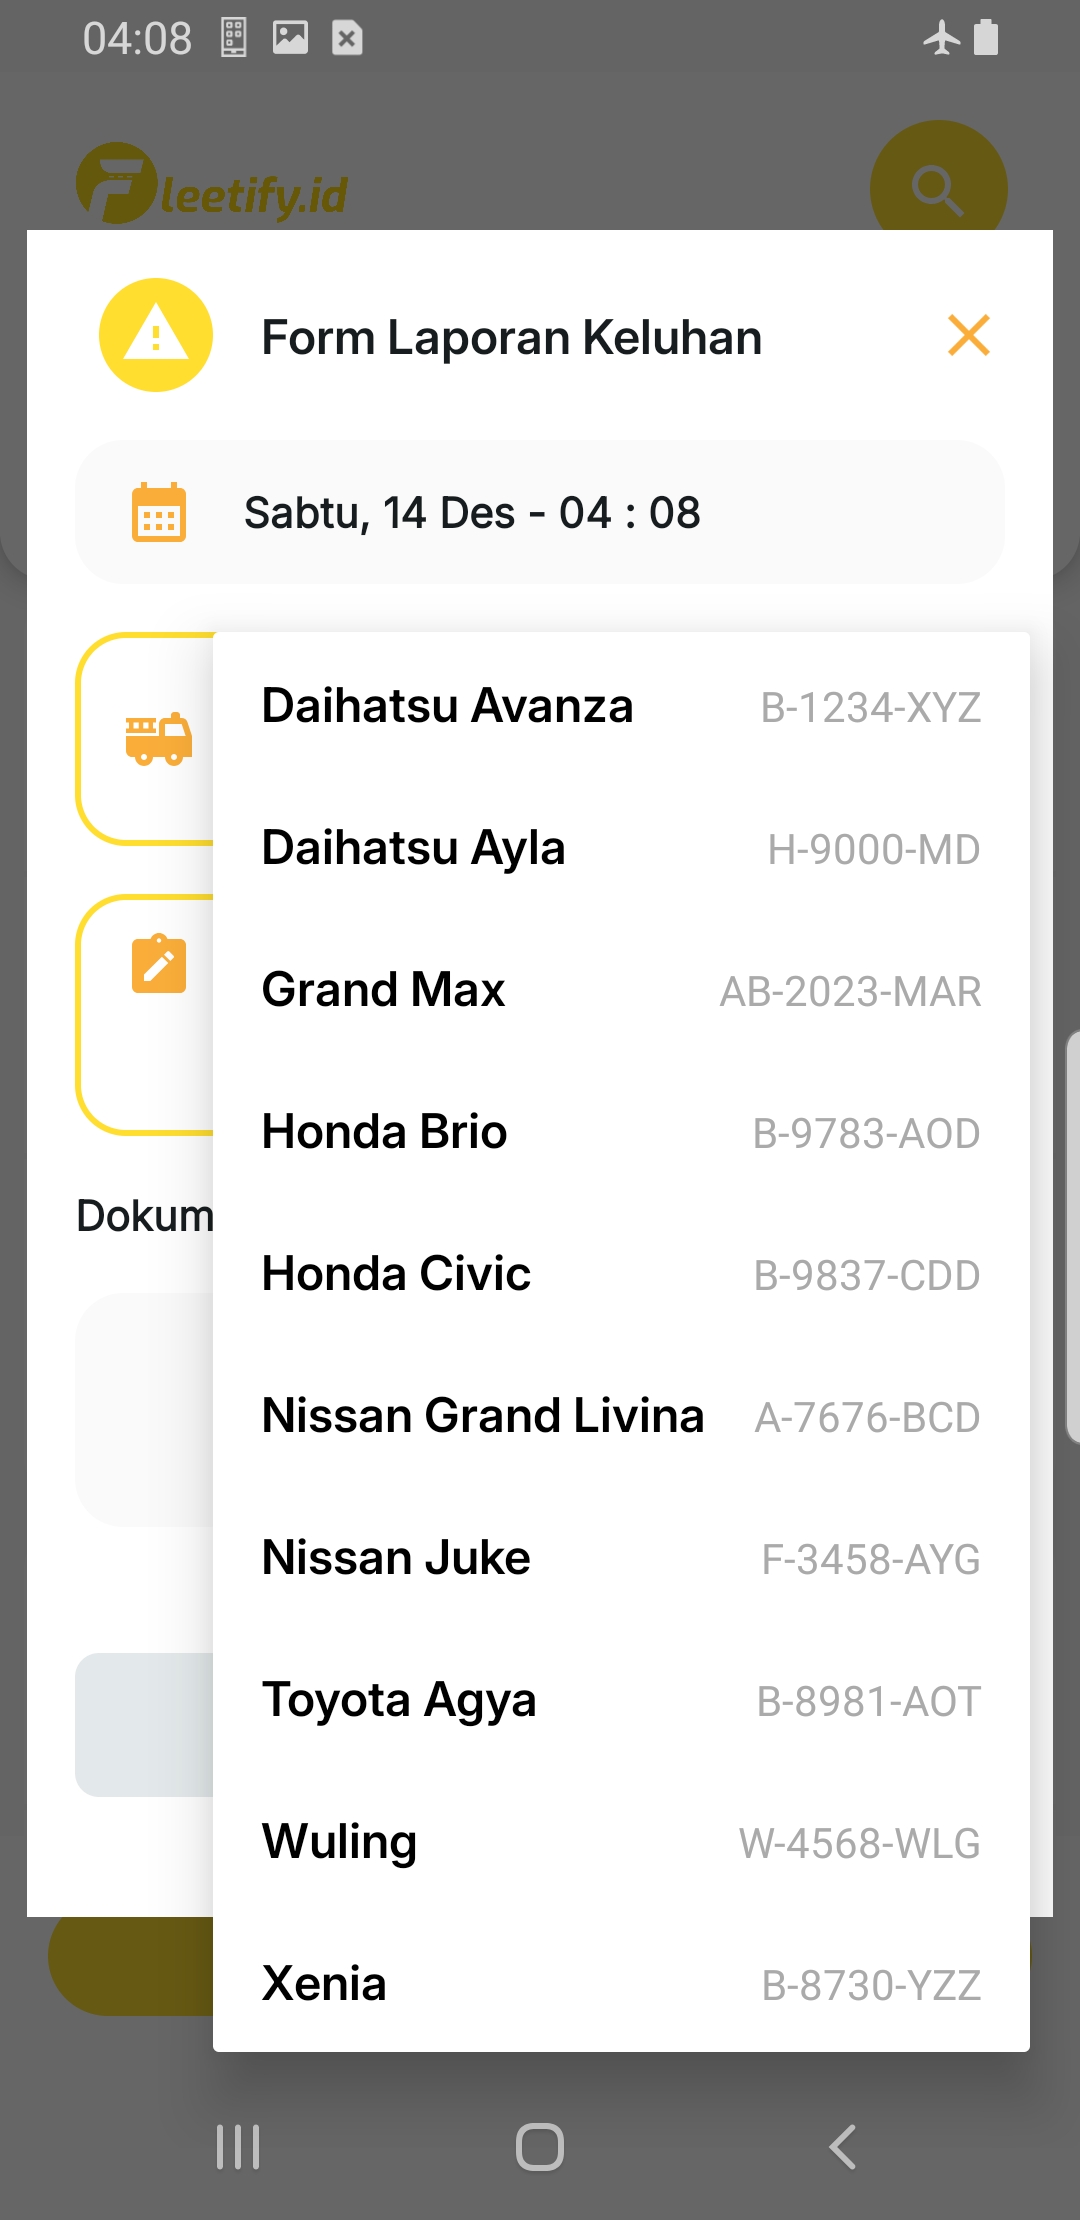 04:08
Fleetify.id
Form Laporan Keluhan
Sabtu, 14 Des - 04 : 08
Daihatsu Avanza B-1234-XYZ
Daihatsu Ayla H-9000-MD
Grand Max AB-2023-MAR
Honda Brio B-9783-AOD
Dokum
Honda Civic B-9837-CDD
Nissan Grand Livina A-7676-BCD
Nissan Juke F-3458-AYG
Toyota Agya B-8981-AOT
Wuling W-4568-WLG
Xenia B-8730-YZZ